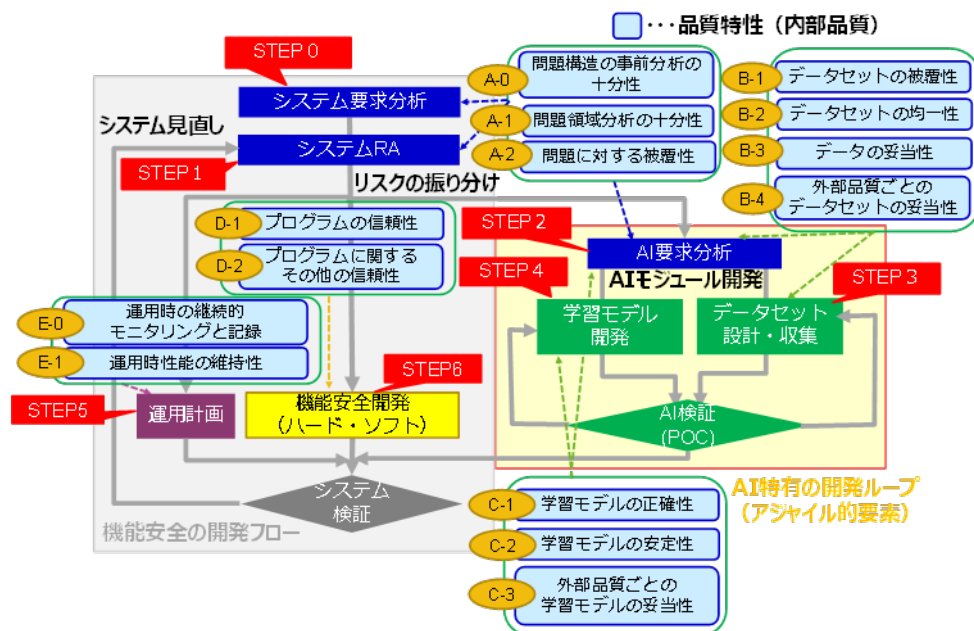 ・・・品質特性（内部品質）
STEP 0
システム要求分析
システム見直し
システムRA
STEP 1
リスクの振り分け
A-0
問題構造の事前分析の
十分性
A-1
問題領域分析の十分性
A-2
問題に対する被覆性
B-1
データセットの被覆性
B-2
データセットの均一性
B-3
データの妥当性
B-4
外部品質ごとの
データセットの妥当性
D-1
プログラムの信頼性
D-2
プログラムに関する
その他の信頼性
STEP 2
AI要求分析
AIモジュール開発
STEP 4
学習モデル
開発
STEP 3
データセット
設計・収集
E-0
運用時の継続的
モニタリングと記録
E-1
運用時性能の維持性
STEP5
運用計画
STEP6
機能安全開発
（ハード・ソフト）
AI検証
(POC)
システム
検証
機能安全の開発フロー
AI特有の開発ループ
（アジャイル的要素）
C-1
学習モデルの正確性
C-2
学習モデルの安定性
C-3
外部品質ごとの
学習モデルの妥当性